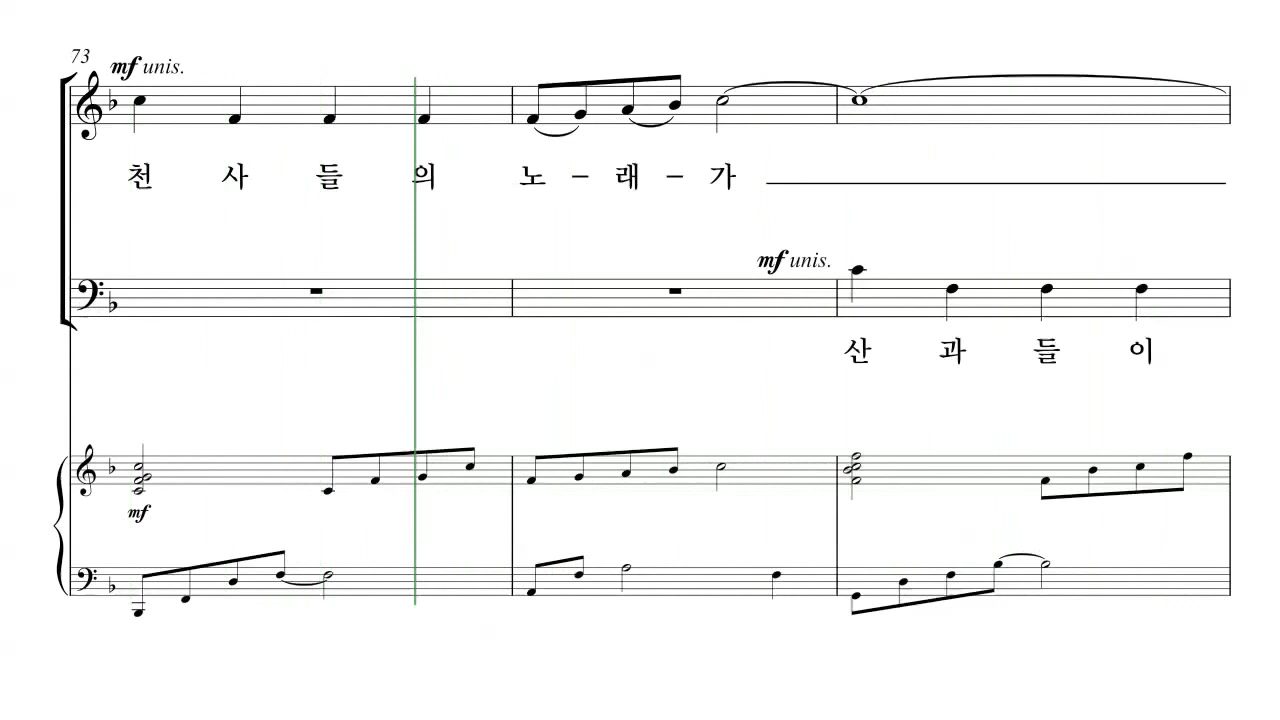 73
mf unis.
천 사 들 의 노 - 래 - 가
mf unis.
산 과 들 이
mf